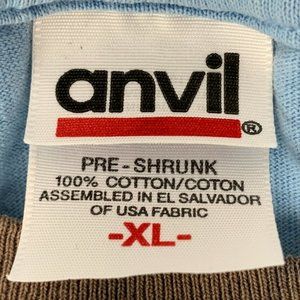 anvil®
PRE-SHRUNK
100% COTTON/COTON
ASSEMBLED IN EL SALVADOR
OF USA FABRIC
-XL-